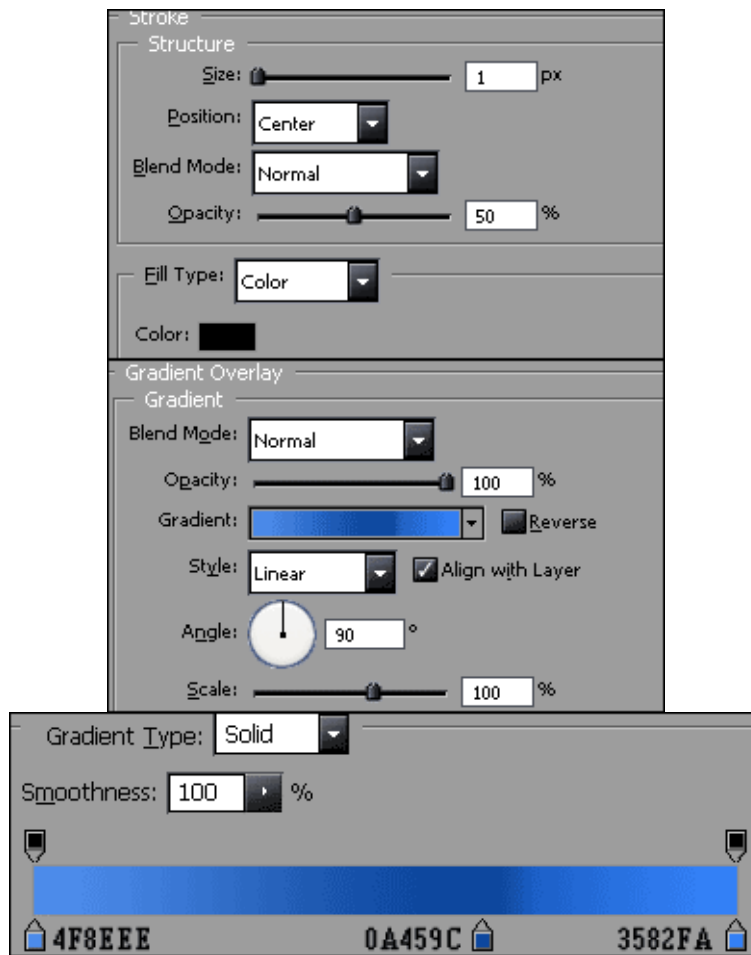 Stroke
Structure
Size: 1 px
Position: Center
Blend Mode: Normal
Opacity: 50 %
Fill Type: Color
Color:
Gradient Overlay
Gradient
Blend Mode: Normal
Opacity: 100 %
Gradient: Reverse
Style: Linear Align with Layer
Angle: 90 °
Scale: 100 %
Gradient Type: Solid
Smoothness: 100 %
4F8EEE 0A459C 3582FA